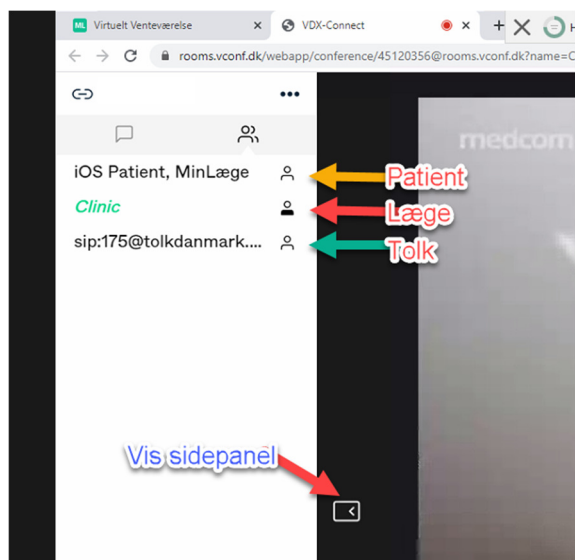 ML Virtuelt Venteværelse
VDX-Connect
H
rooms.vconf.dk/webapp/conference/45120356@rooms.vconf.dk?name=C
iOS Patient, MinLæge
Patient
Clinic
Læge
sip:175@tolkdanmark....
Tolk
Vis sidepanel
medcom